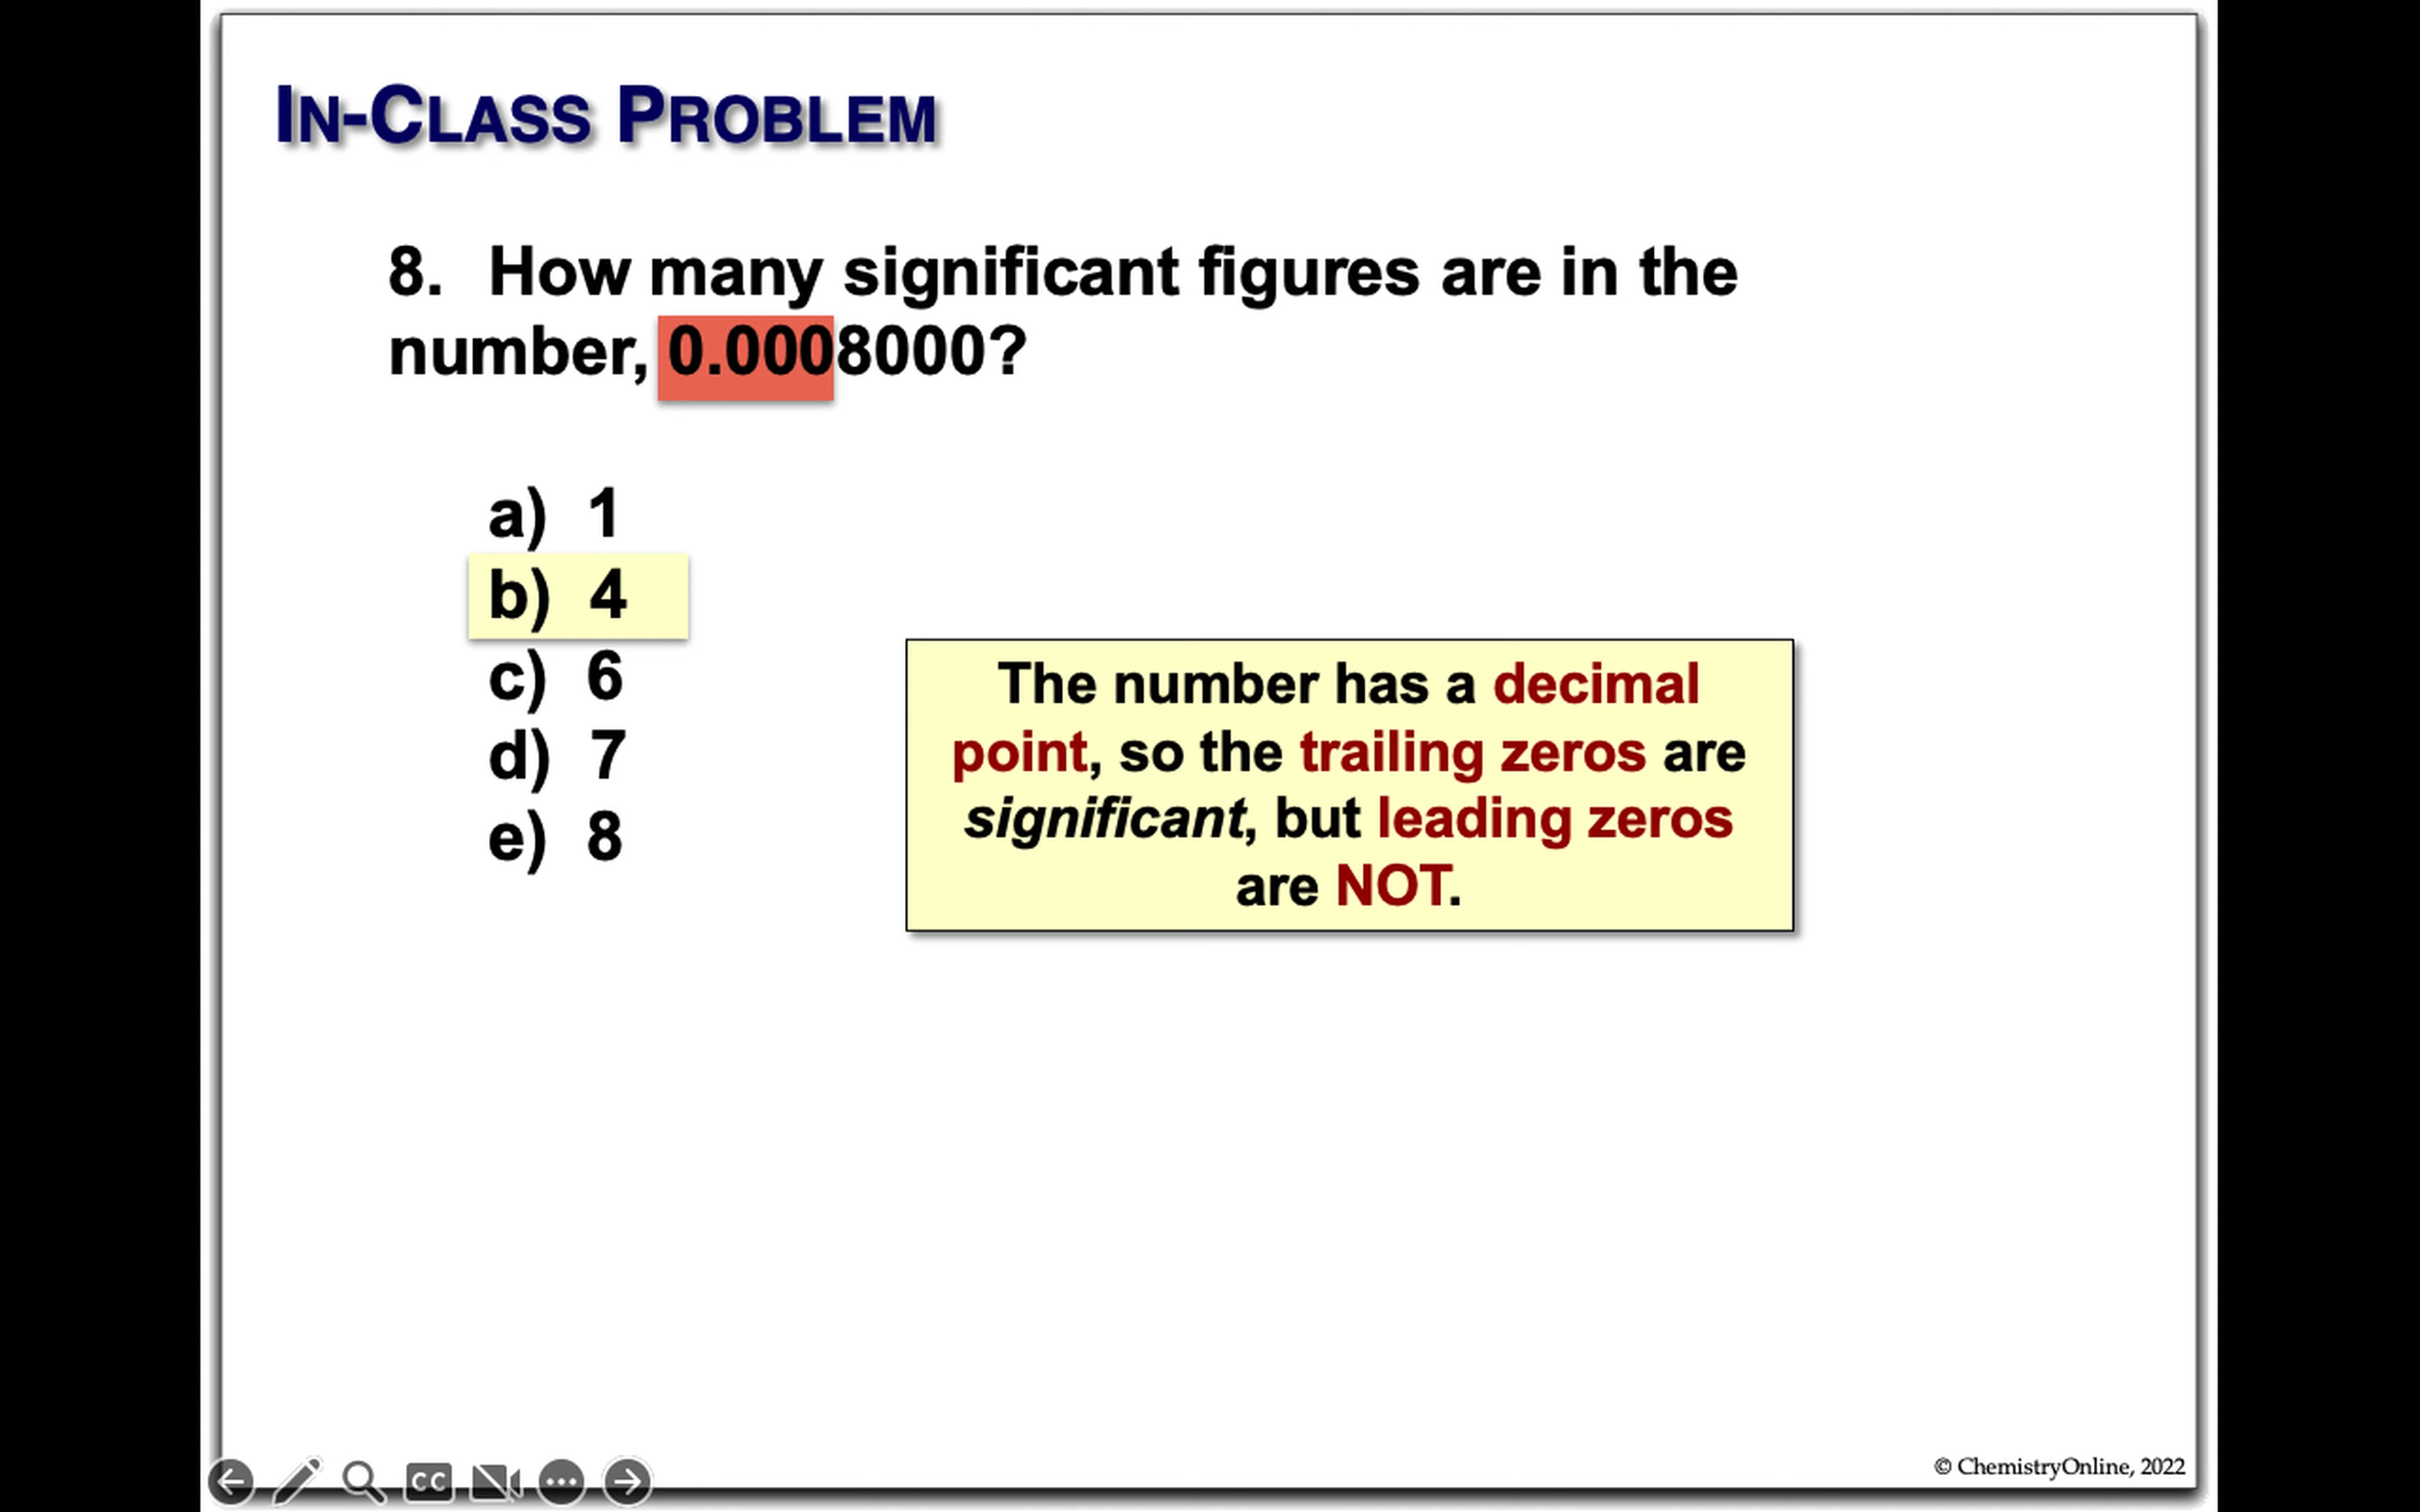 IN-CLASS PROBLEM
8. How many significant figures are in the
number, 0.0008000?
a) 1
b) 4
c) 6
d) 7
e) 8
The number has a decimal
point, so the trailing zeros are
significant, but leading zeros
are NOT.
CC
© ChemistryOnline, 2022